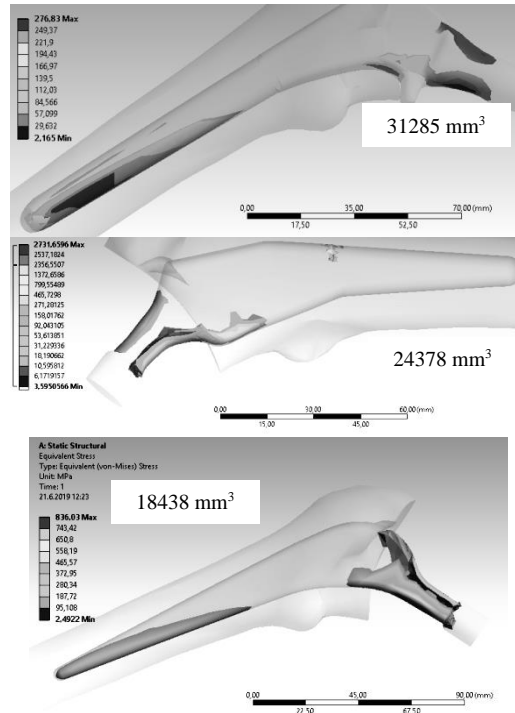 276,83 Max
249,37
221,9
194,43
166,97
139,5
112,03
84,566
57,099
29,632
2,165 Min
31285 mm³
0,00 35,00 70,00 (mm)
17,50 52,50
2731,6596 Max
2537,1824
2356,5507
1372,6586
799,55489
465,7298
271,28125
158,01762
92,043105
53,613851
31,229336
18,190662
10,595812
6,1719157
3,5950566 Min
24378 mm³
0,00 30,00 60,00 (mm)
15,00 45,00
A: Static Structural
Equivalent Stress
Type: Equivalent (von-Mises) Stress
Unit: MPa
Time: 1
21.6.2019 12:23
18438 mm³
836,03 Max
743,42
650,8
558,19
465,57
372,95
280,34
187,72
95,108
2,4922 Min
0,00 45,00 90,00 (mm)
22,50 67,50